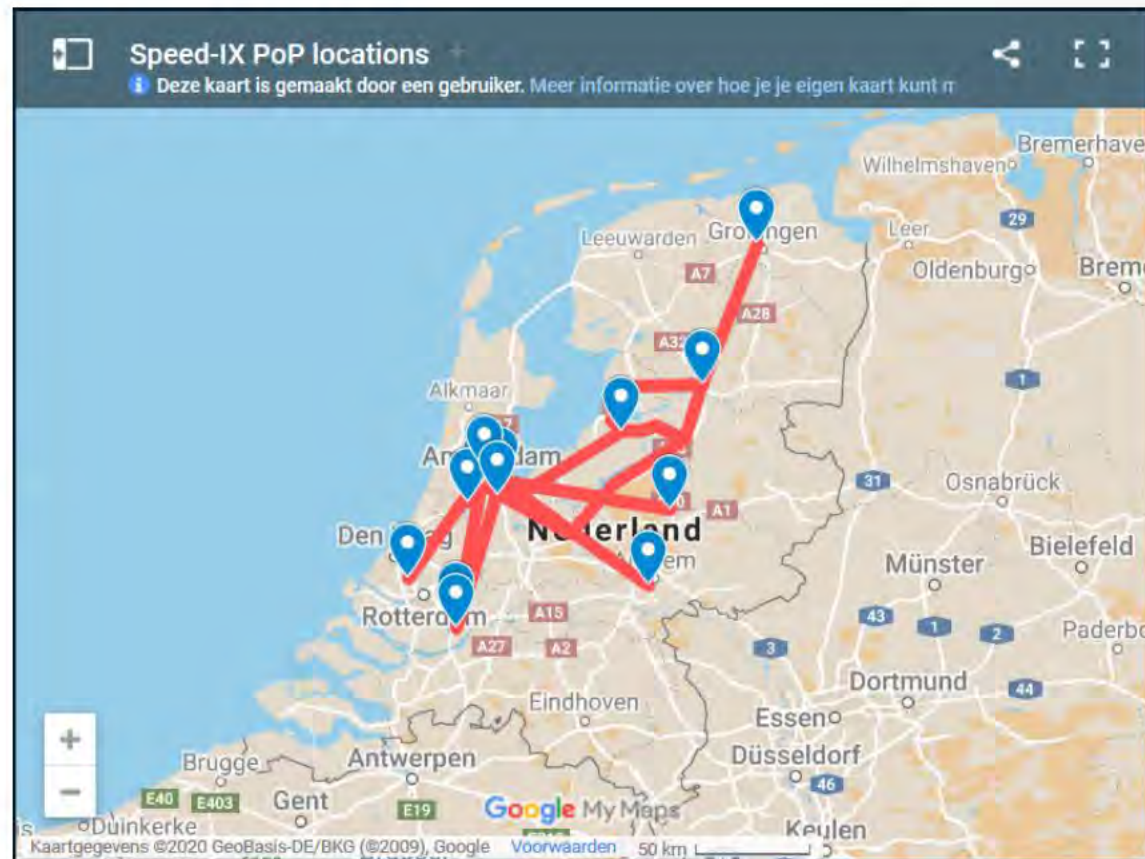 Speed-IX PoP locations
Deze kaart is gemaakt door een gebruiker. Meer informatie over hoe je je eigen kaart kunt m
Bremerhave
Wilhelmshaven
29
Leeuwarden
Leer
A7
Oldenburg
Brem
A28
A32
1
Alkmaar
31
Osnabrück
A1
Nederland
Den
Bielefeld
Münster
Rotterdam
A15
43
1
2
A27
A2
3
Paderbo
Dortmund
44
Eindhoven
Essen
Düsseldorf
Antwerpen
Brugge
46
E40
E403
Gent
E19
Google My Maps
Duinkerke
Keulen
Kaartgegevens ©2020 GeoBasis-DE/BKG (©2009), Google
Voorwaarden
50 km